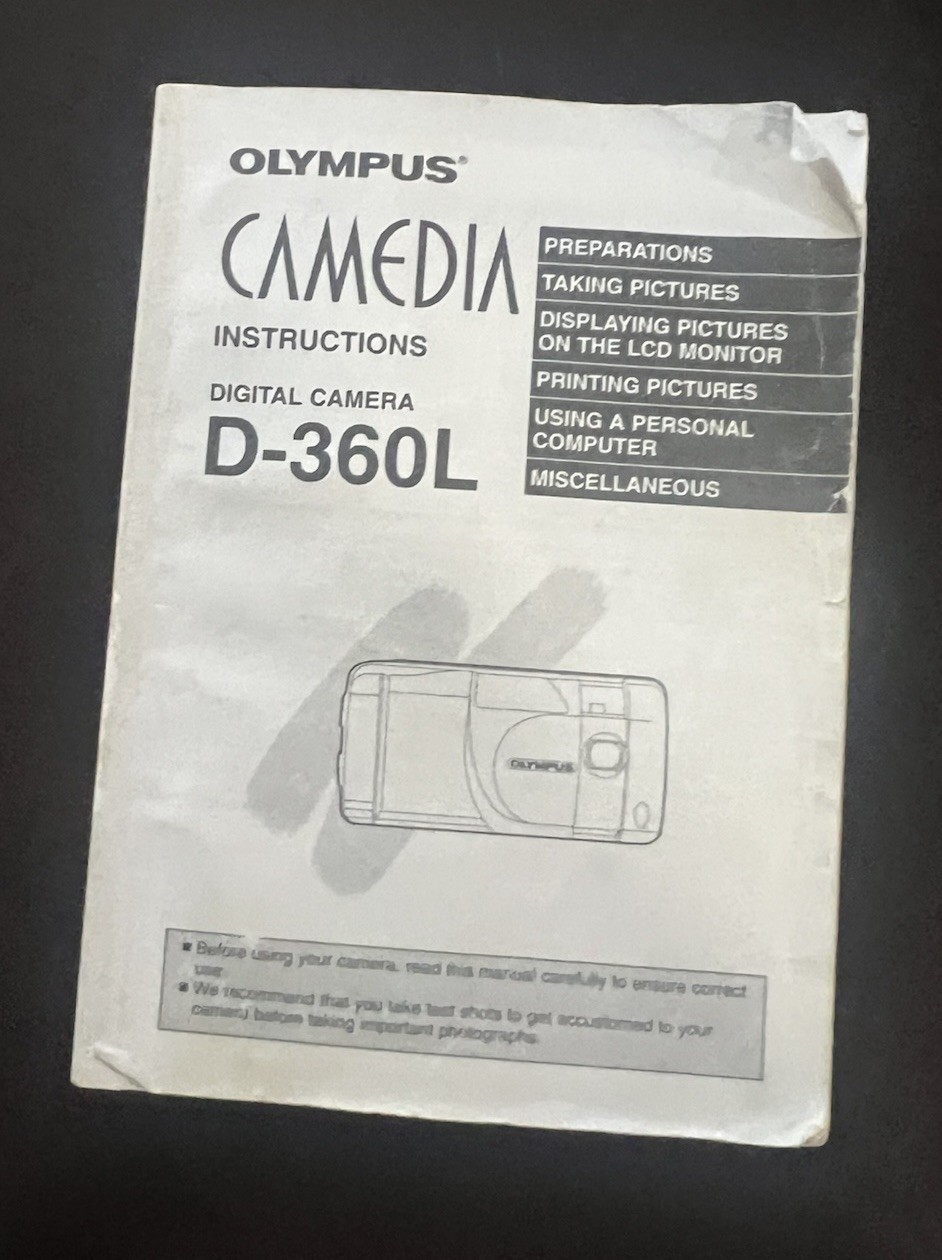 OLYMPUS®
CAMEDIA
INSTRUCTIONS
DIGITAL CAMERA
D-360L
PREPARATIONS
TAKING PICTURES
DISPLAYING PICTURES
ON THE LCD MONITOR
PRINTING PICTURES
USING A PERSONAL
COMPUTER
MISCELLANEOUS
OLYMPUS
■ Before using your camera, read this manual carefully to ensure correct
use.
■ We recommend that you take test shots to get accustomed to your
camera before taking important photographs.